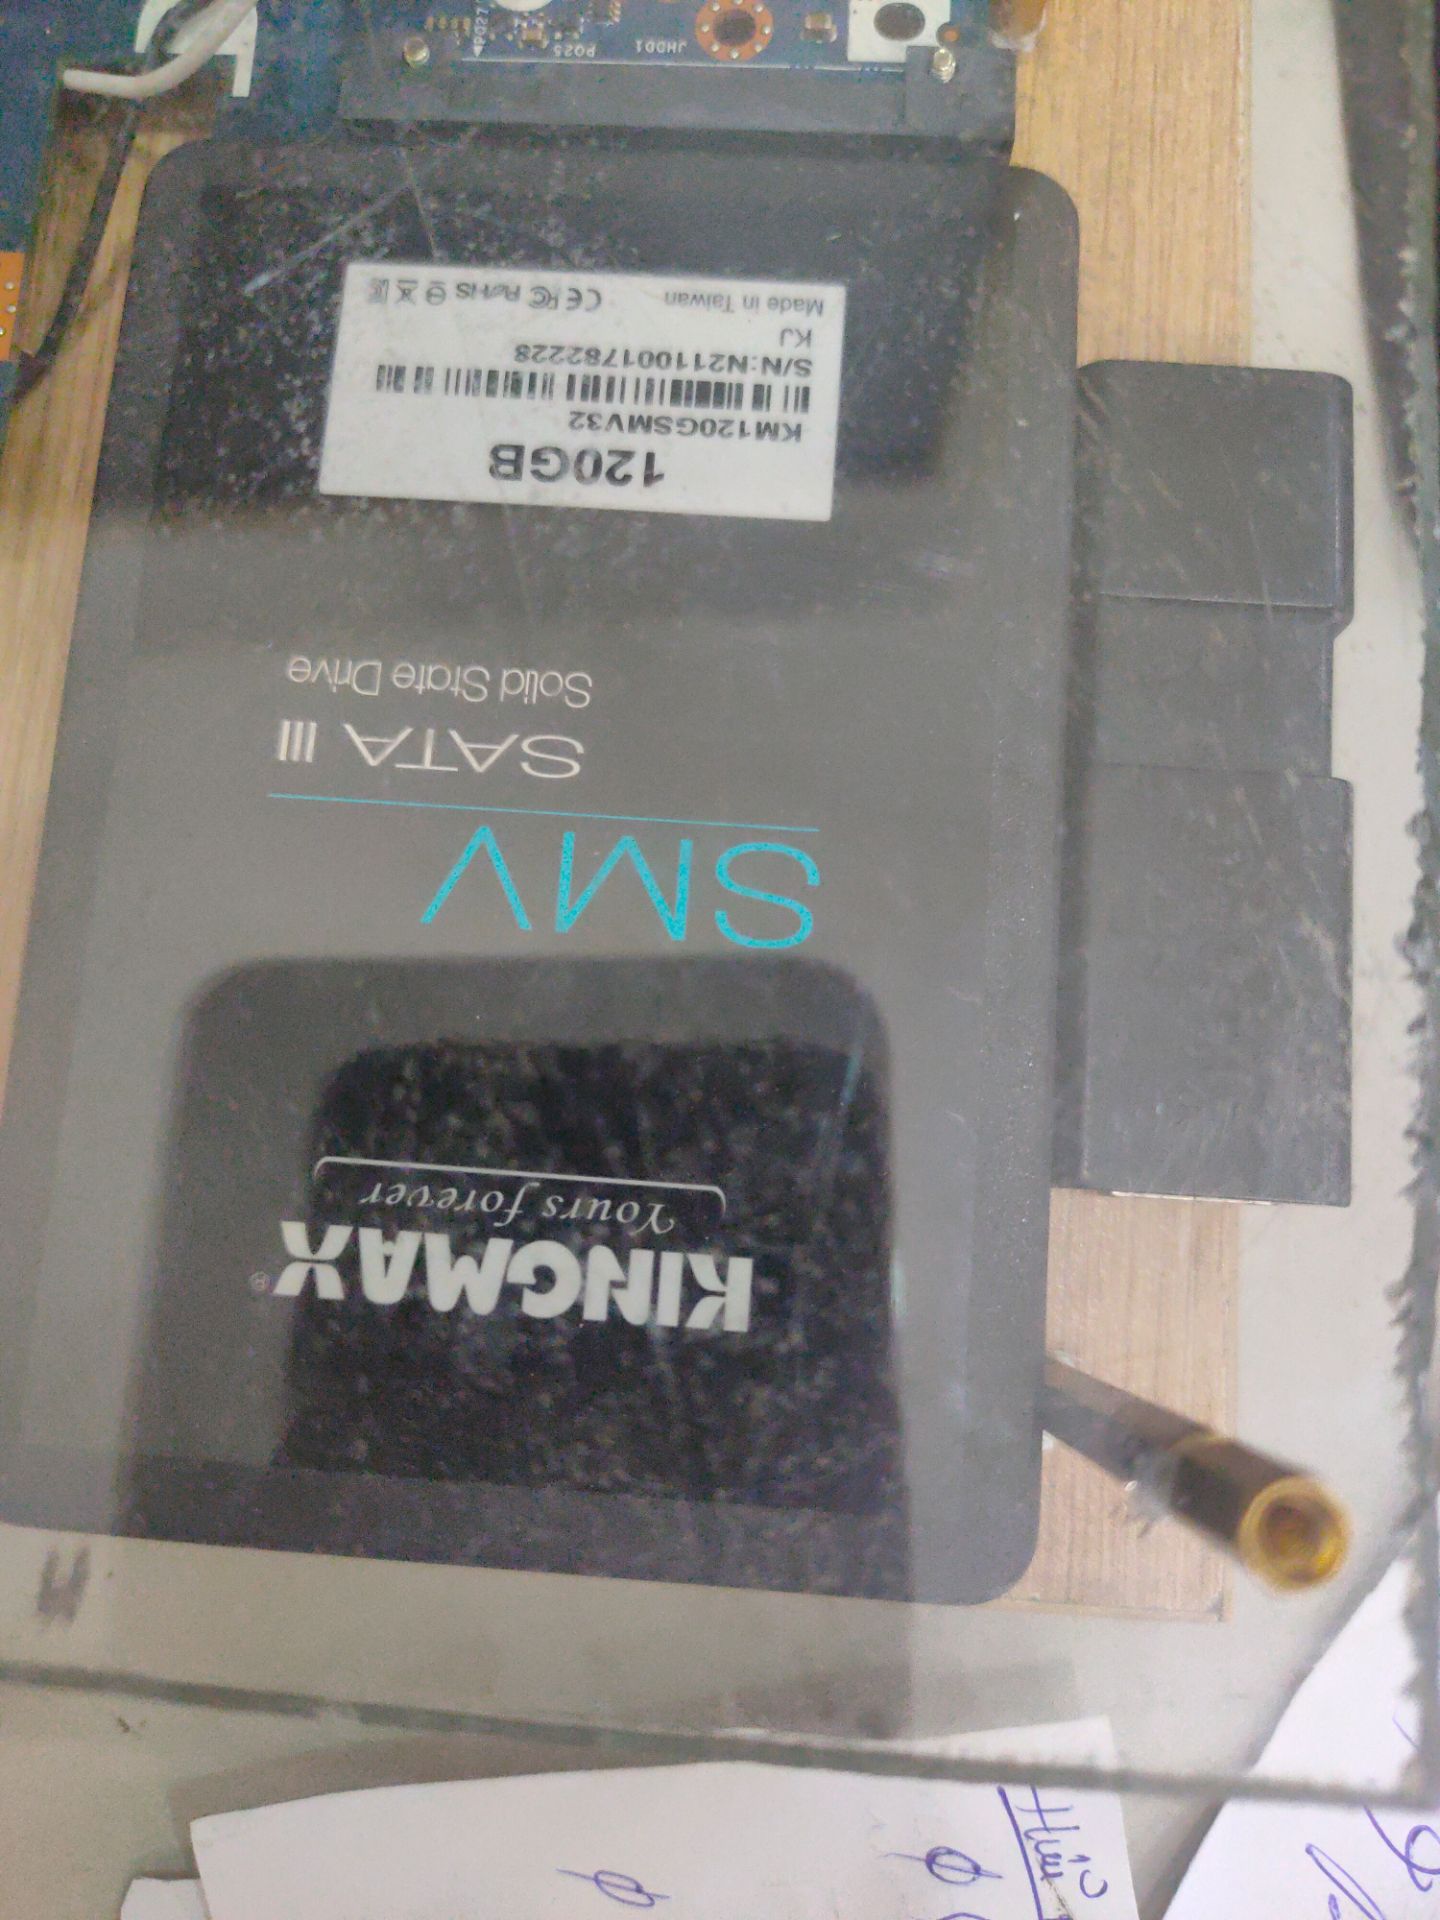 KINGMAX®
Yours forever
SMV
SATA III
Solid State Drive
120GB
KM120GSMV32
S/N:N211001782228
KJ
Made in Taiwan CE FC RoHS
JHDD1
PQ25